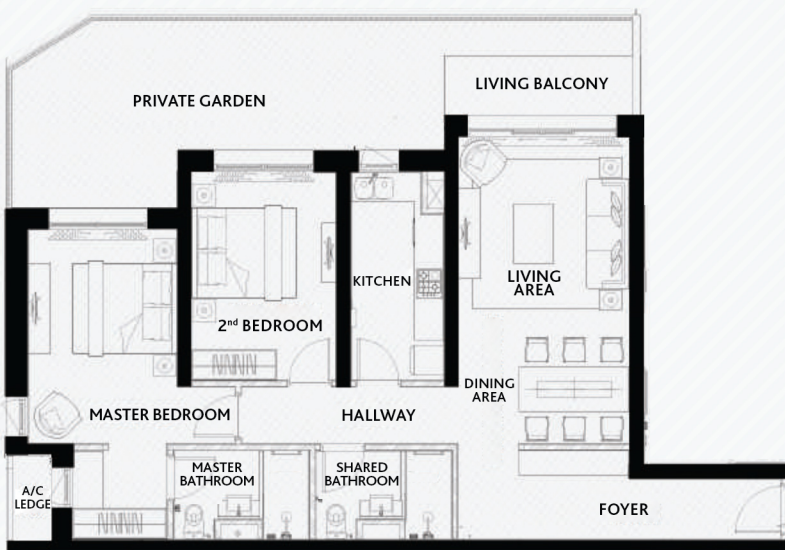 LIVING BALCONY
PRIVATE GARDEN
KITCHEN
LIVING
AREA
2nd BEDROOM
DINING
AREA
MASTER BEDROOM
HALLWAY
MASTER
BATHROOM
SHARED
BATHROOM
A/C
LEDGE
FOYER